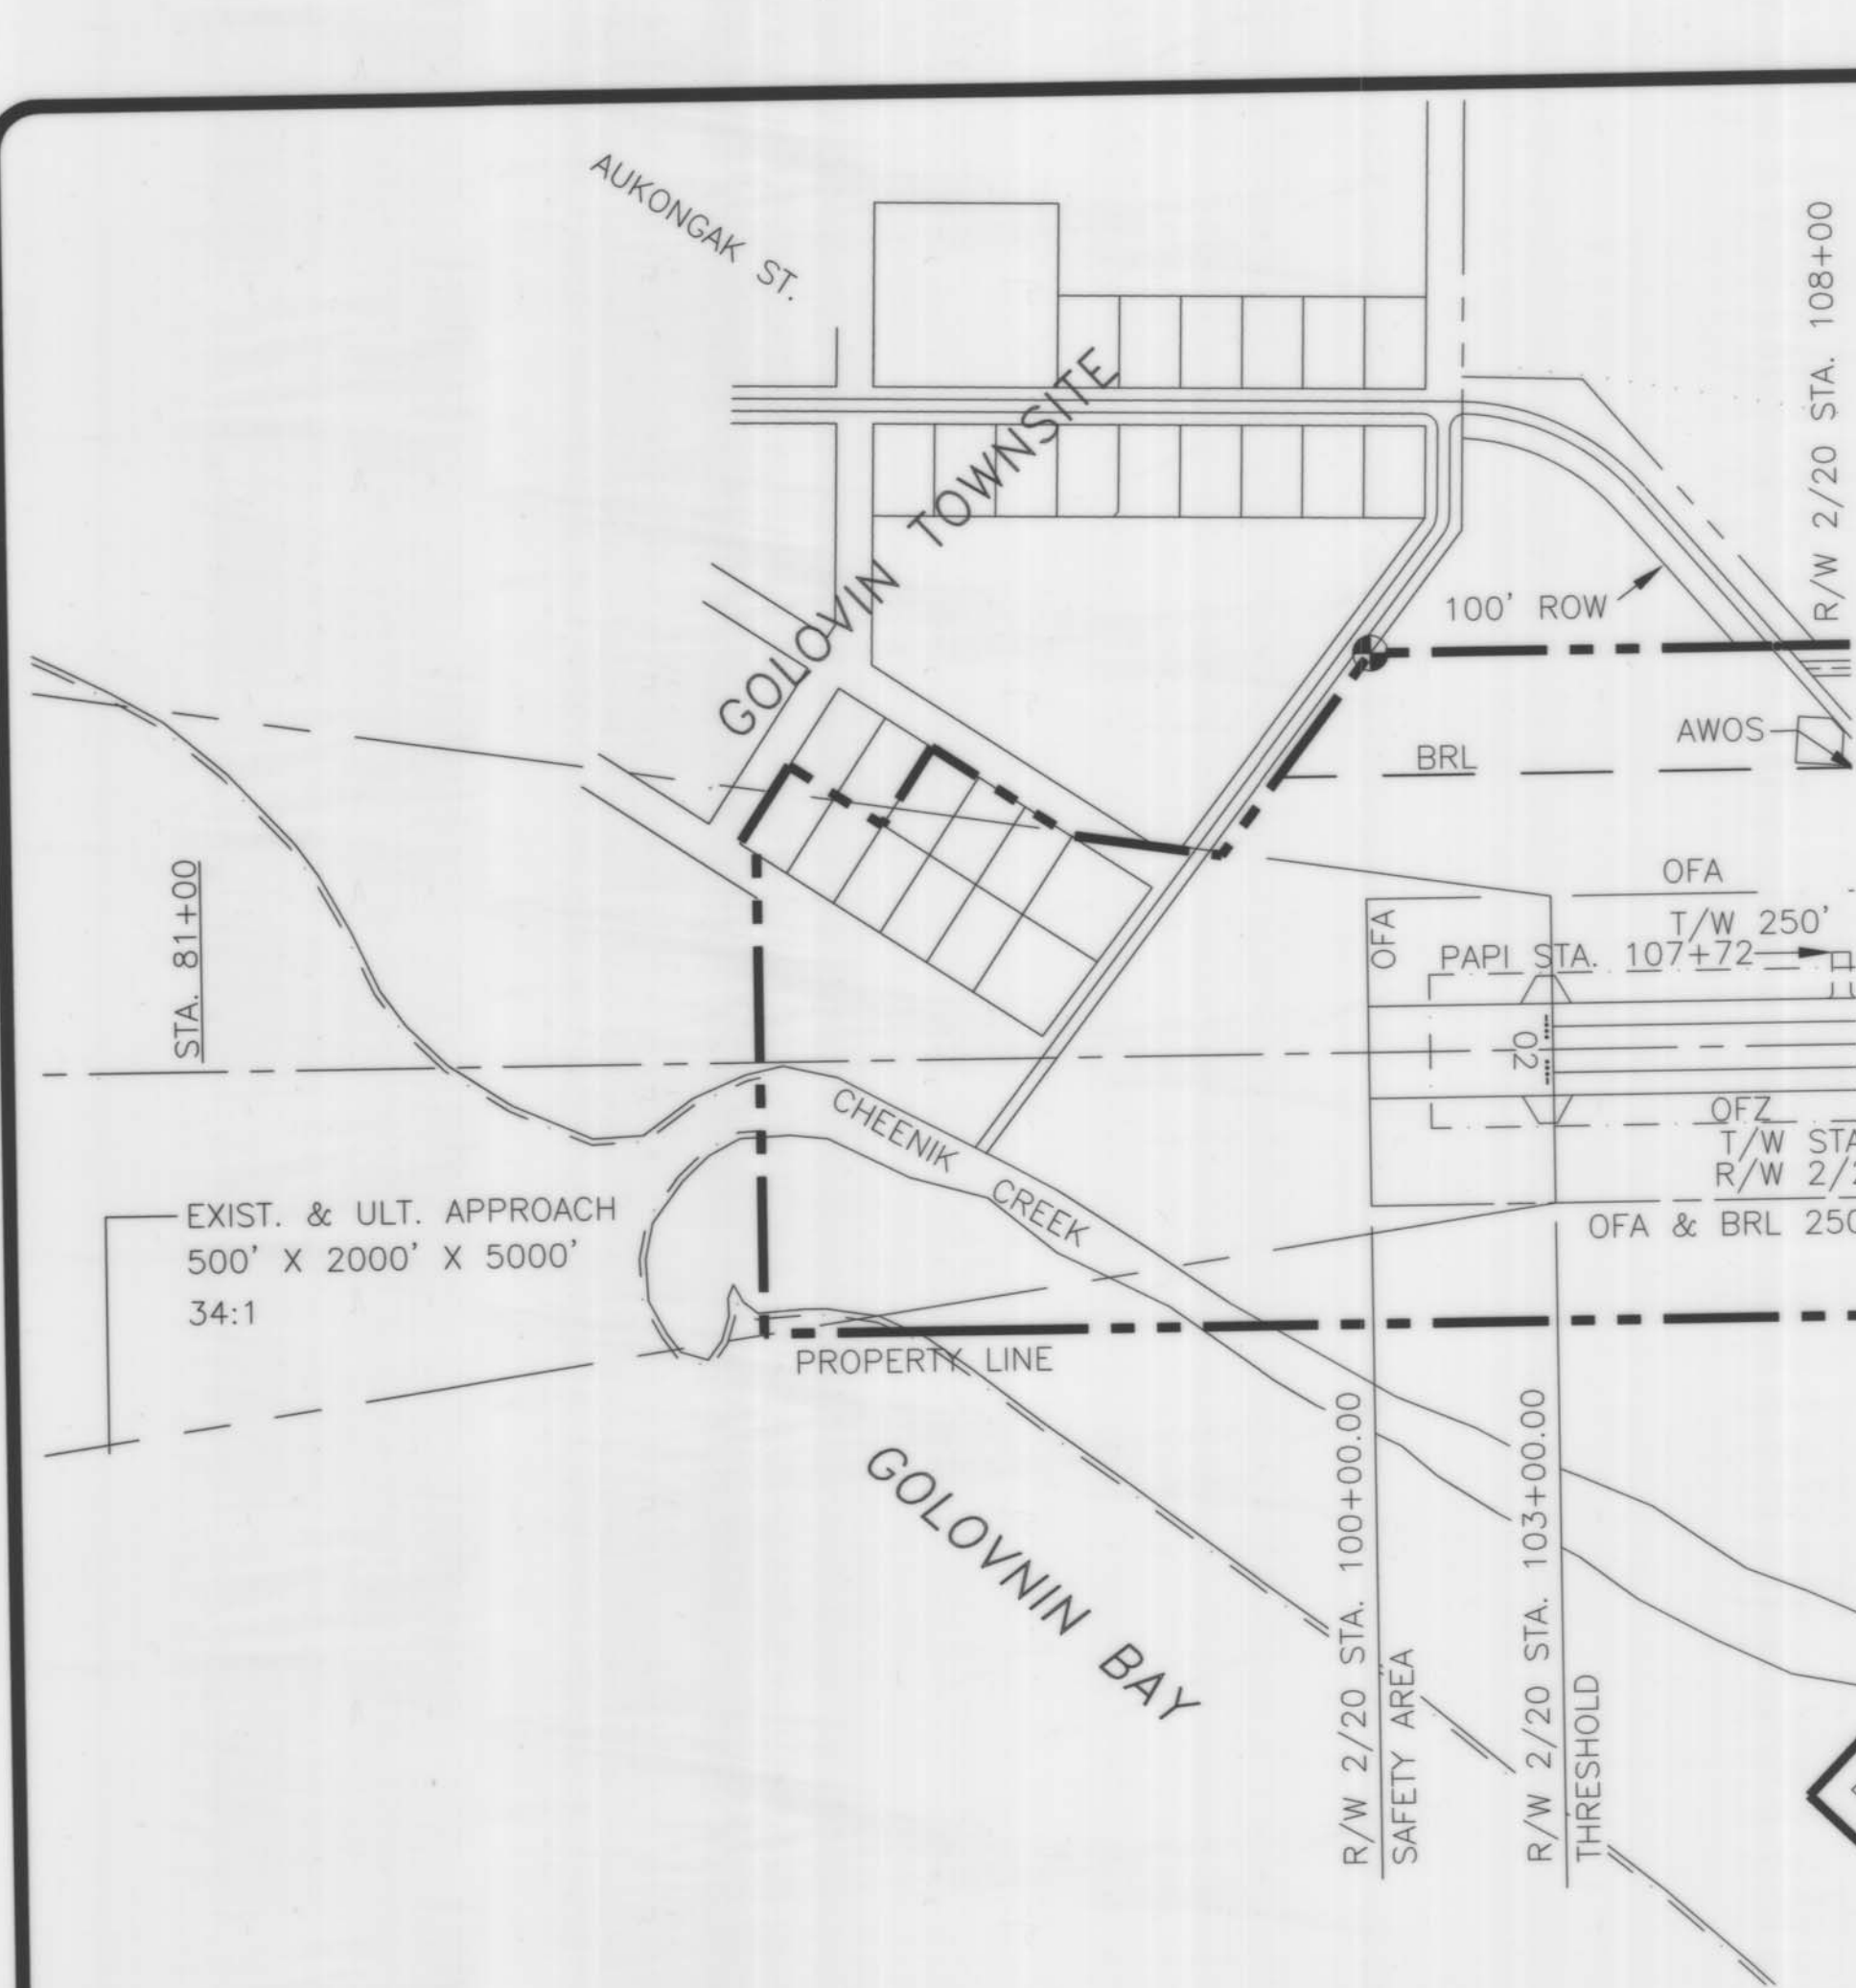 AUKONGAK ST.
GOLOVIN TOWNSITE
R/W 2/20 STA. 108+00
100' ROW
AWOS
BRL
OFA
OFA
T/W 250'
PAPI STA. 107+72
STA. 81+00
02
OFZ
T/W STA
R/W 2/2
OFA & BRL 250
CHEENIK CREEK
EXIST. & ULT. APPROACH
500' X 2000' X 5000'
34:1
PROPERTY LINE
GOLOVNIN BAY
R/W 2/20 STA. 100+00.00
SAFETY AREA
R/W 2/20 STA. 103+00.00
THRESHOLD